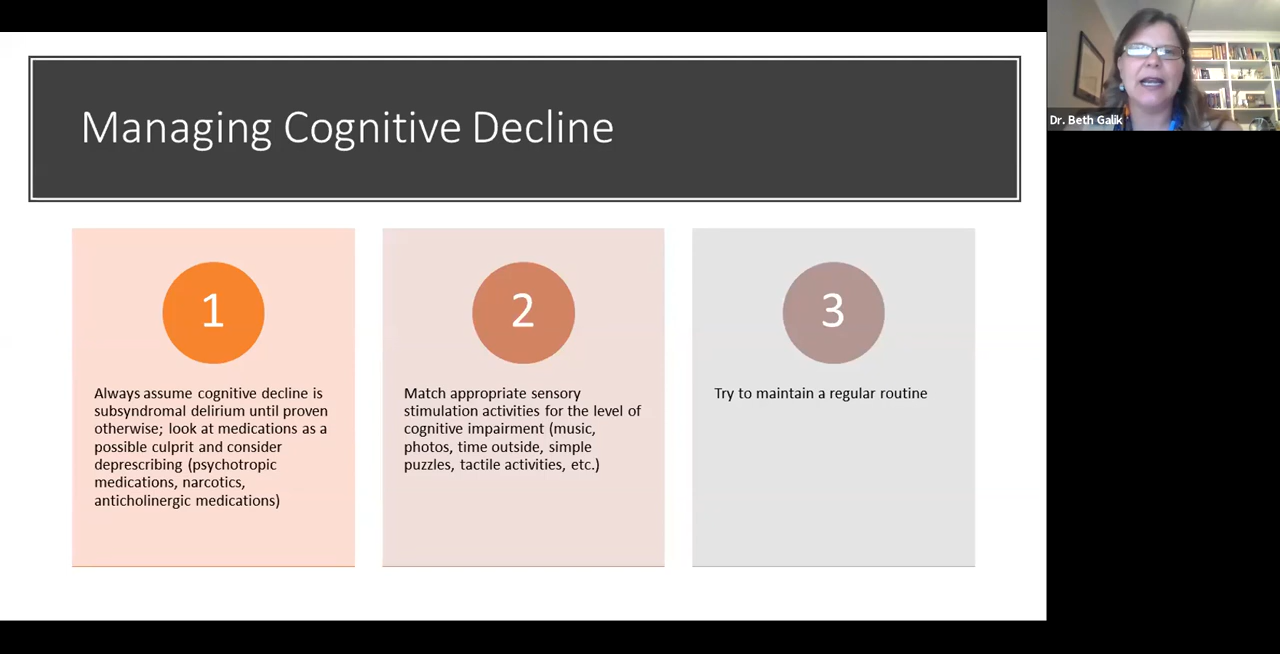 Managing Cognitive Decline
Dr. Beth Galik
1
Always assume cognitive decline is
subsyndromal delirium until proven
otherwise; look at medications as a
possible culprit and consider
deprescribing (psychotropic
medications, narcotics,
anticholinergic medications)
2
Match appropriate sensory
stimulation activities for the level of
cognitive impairment (music,
photos, time outside, simple
puzzles, tactile activities, etc.)
3
Try to maintain a regular routine